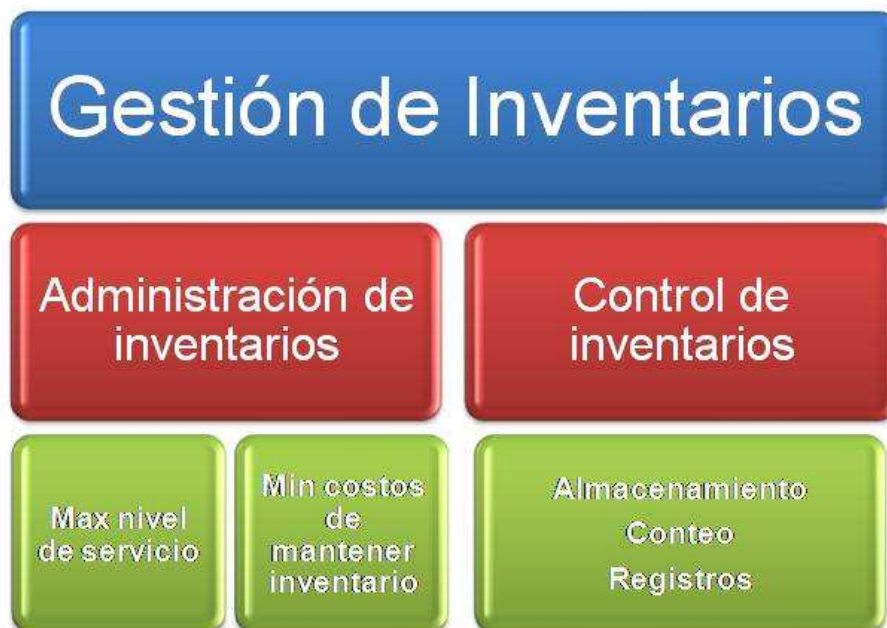 Gestión de Inventarios
Administración de
inventarios
Control de
inventarios
Max nivel
de servicio
Min costos
de
mantener
inventario
Almacenamiento
Conteo
Registros